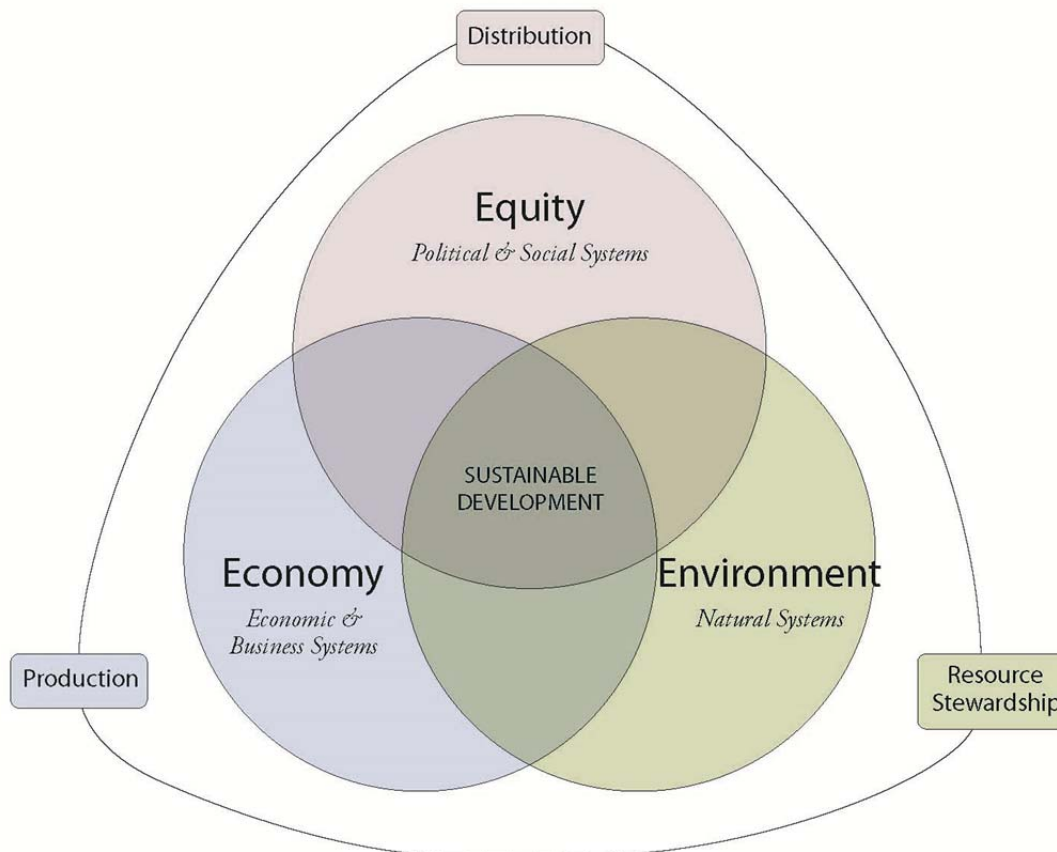 Distribution
Equity
Political & Social Systems
SUSTAINABLE
DEVELOPMENT
Economy
Economic &
Business Systems
Environment
Natural Systems
Production
Resource
Stewardship